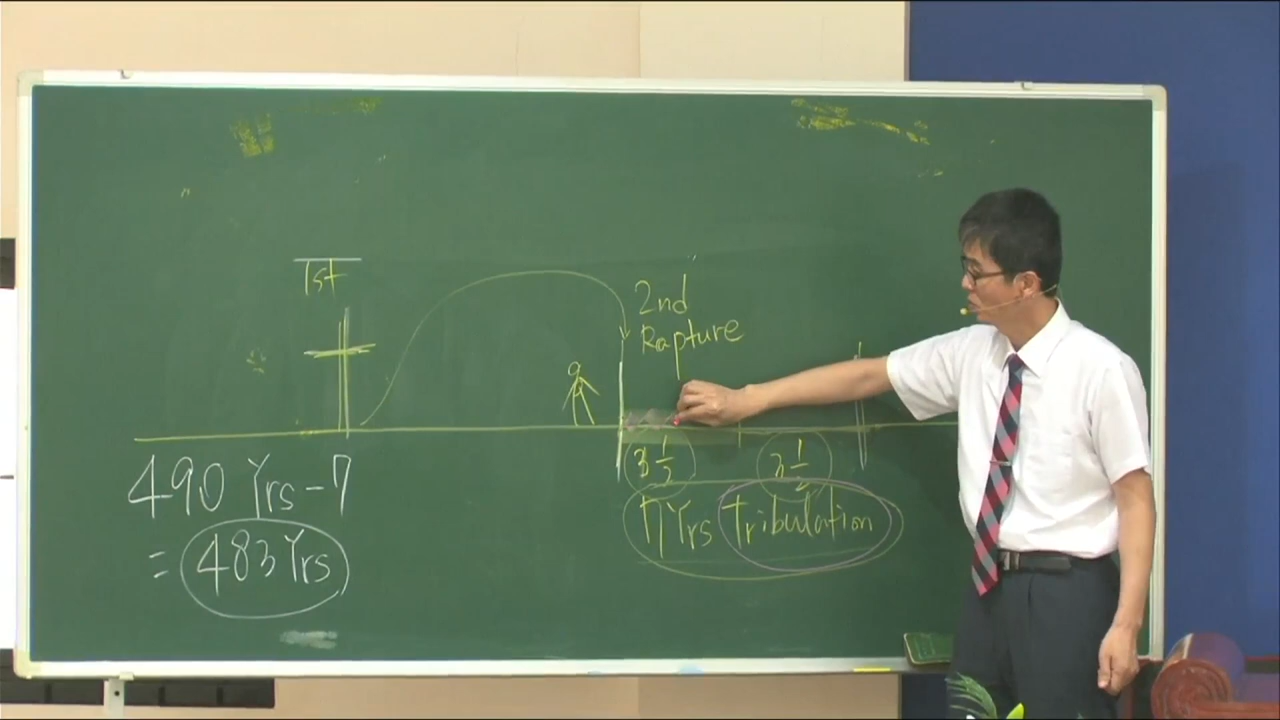 1st
2nd
Rapture
490 Yrs - 7
= 483 Yrs
3 1/2
3 1/2
7 Yrs Tribulation